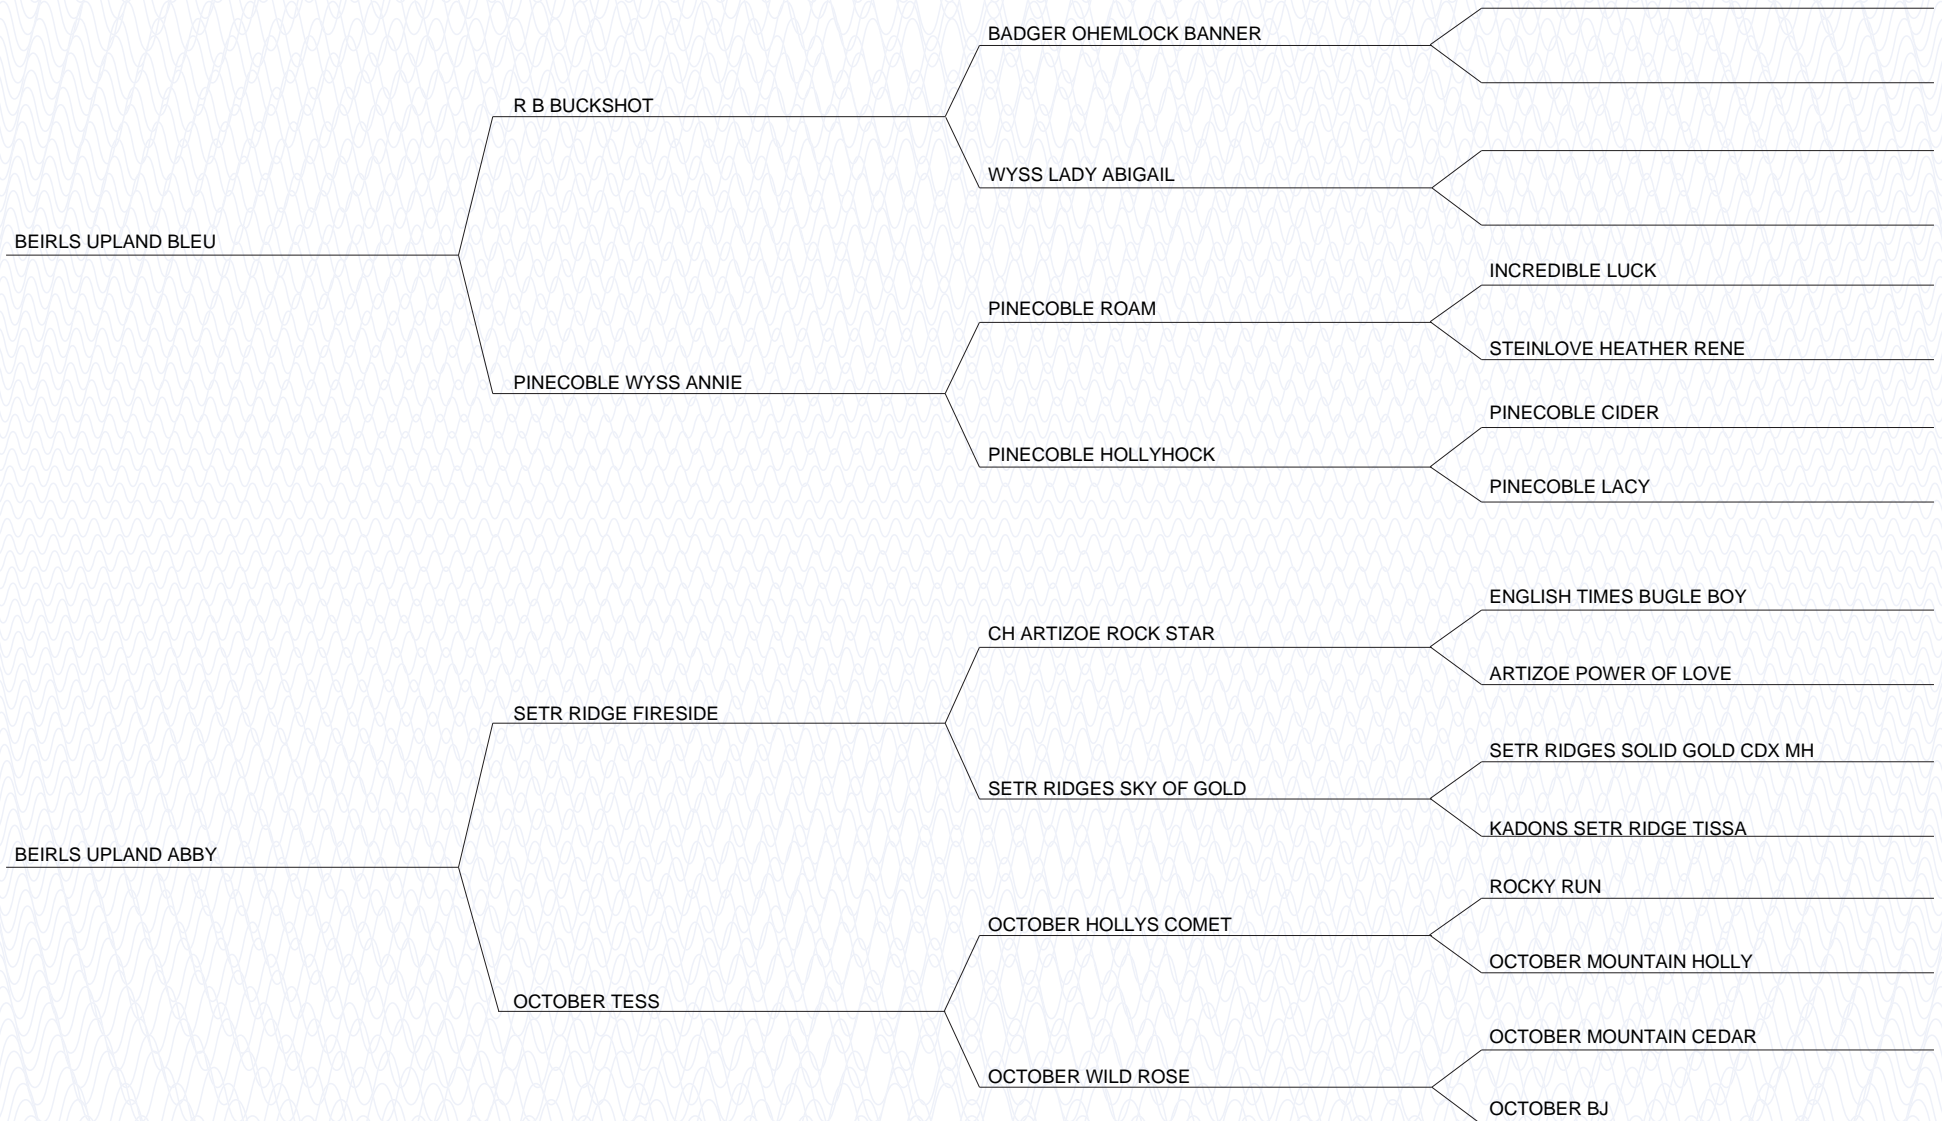 BADGER OHEMLOCK BANNER
R B BUCKSHOT
WYSS LADY ABIGAIL
BEIRLS UPLAND BLEU
INCREDIBLE LUCK
PINECOBLE ROAM
STEINLOVE HEATHER RENE
PINECOBLE WYSS ANNIE
PINECOBLE CIDER
PINECOBLE HOLLYHOCK
PINECOBLE LACY
ENGLISH TIMES BUGLE BOY
CH ARTIZOE ROCK STAR
ARTIZOE POWER OF LOVE
SETR RIDGE FIRESIDE
SETR RIDGES SOLID GOLD CDX MH
SETR RIDGES SKY OF GOLD
KADONS SETR RIDGE TISSA
BEIRLS UPLAND ABBY
ROCKY RUN
OCTOBER HOLLYS COMET
OCTOBER MOUNTAIN HOLLY
OCTOBER TESS
OCTOBER MOUNTAIN CEDAR
OCTOBER WILD ROSE
OCTOBER BJ